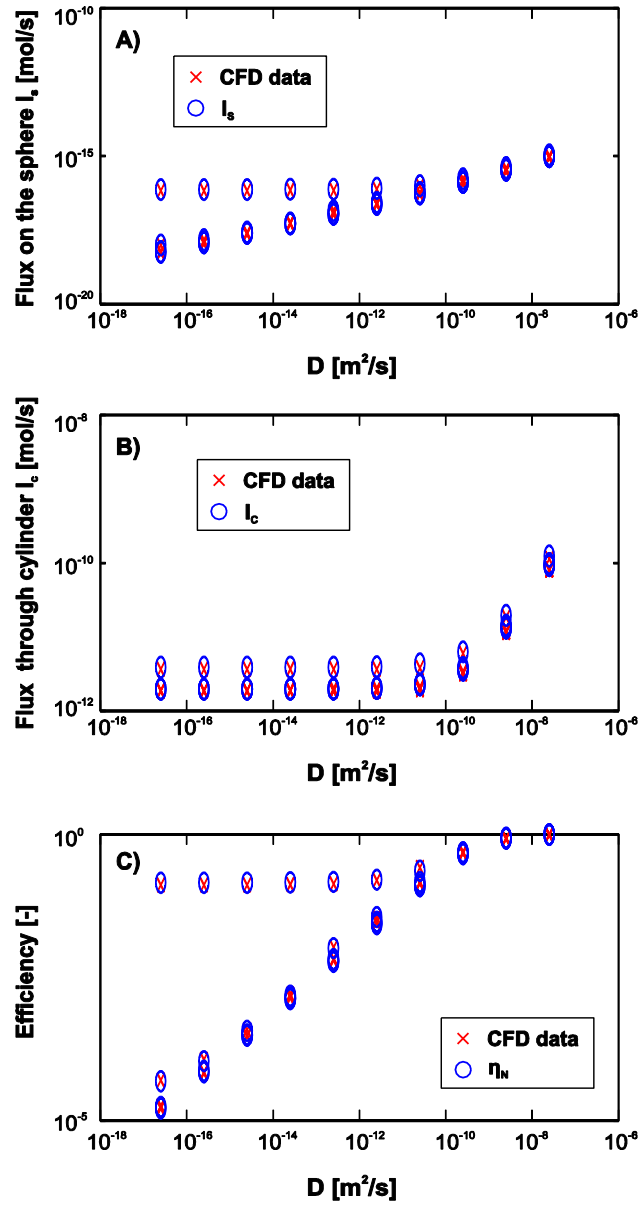 A)
CFD data
Iₛ
Flux on the sphere Iₛ [mol/s]
10⁻¹⁰
10⁻¹⁵
10⁻²⁰
10⁻¹⁸ 10⁻¹⁶ 10⁻¹⁴ 10⁻¹² 10⁻¹⁰ 10⁻⁸ 10⁻⁶
D [m²/s]
B)
CFD data
I_c
Flux through cylinder I_c [mol/s]
10⁻⁸
10⁻¹⁰
10⁻¹²
10⁻¹⁸ 10⁻¹⁶ 10⁻¹⁴ 10⁻¹² 10⁻¹⁰ 10⁻⁸ 10⁻⁶
D [m²/s]
C)
CFD data
η_N
Efficiency [-]
10⁰
10⁻⁵
10⁻¹⁸ 10⁻¹⁶ 10⁻¹⁴ 10⁻¹² 10⁻¹⁰ 10⁻⁸ 10⁻⁶
D [m²/s]